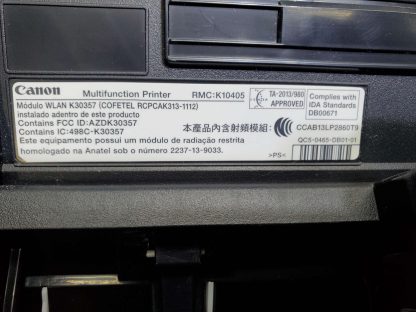 Canon Multifunction Printer RMC:K10405
TA-2013/980
APPROVED
Complies with
IDA Standards
DB00671
Módulo WLAN K30357 (COFETEL RCPCAK313-1112)
instalado adentro de este producto
Contains FCC ID:AZDK30357
Contains IC:498C-K30357
本產品內含射頻模組: CCAB13LP2860T9
Este equipamento possui um módulo de radiação restrita
homologado na Anatel sob o número 2237-13-9033.
QC5-0465-DB01-01
>PS<